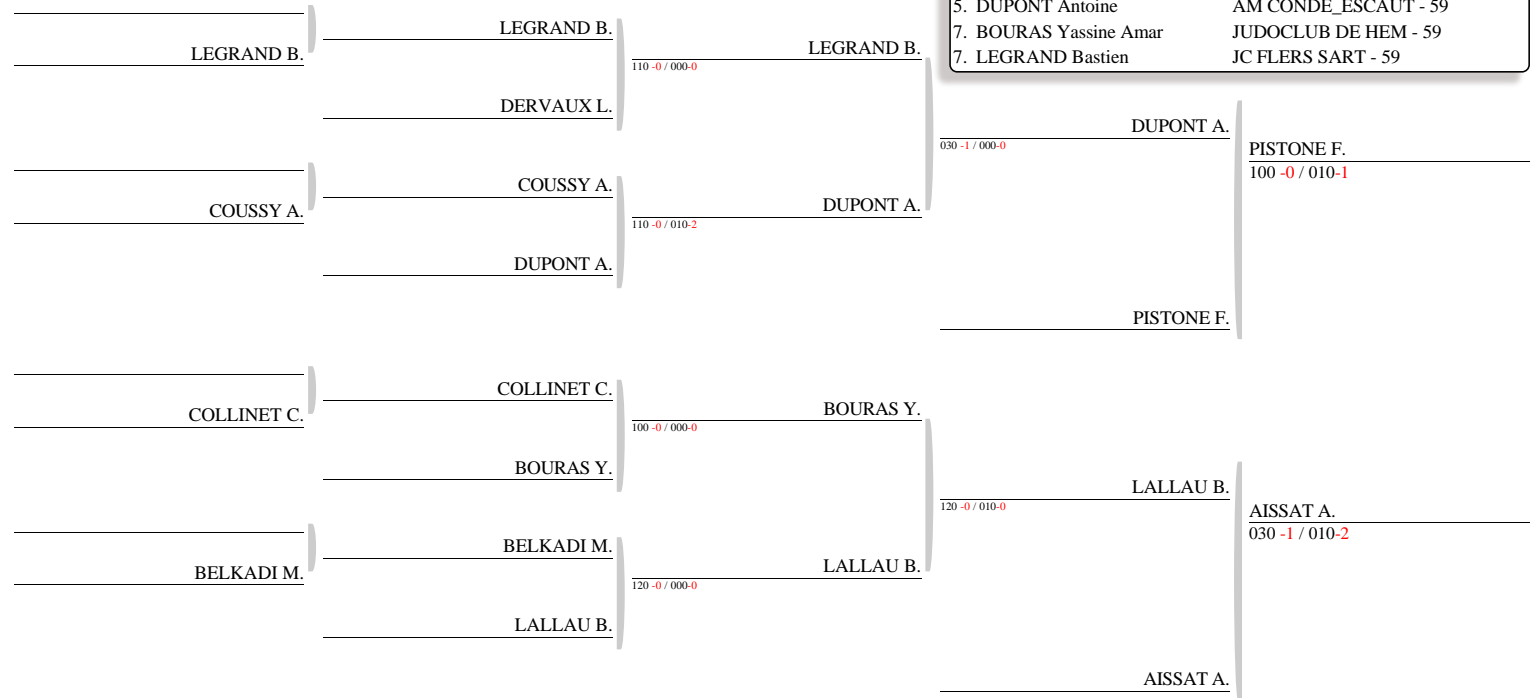 5. DUPONT Antoine AM CONDE_ESCAUT - 59
7. BOURAS Yassine Amar JUDOCLUB DE HEM - 59
7. LEGRAND Bastien JC FLERS SART - 59
LEGRAND B.
LEGRAND B.
LEGRAND B.
110 -0 / 000-0
DERVAUX L.
DUPONT A.
030 -1 / 000-0
PISTONE F.
100 -0 / 010-1
COUSSY A.
COUSSY A.
DUPONT A.
110 -0 / 010-2
DUPONT A.
PISTONE F.
COLLINET C.
COLLINET C.
BOURAS Y.
100 -0 / 000-0
BOURAS Y.
LALLAU B.
120 -0 / 010-0
AISSAT A.
030 -1 / 010-2
BELKADI M.
BELKADI M.
LALLAU B.
120 -0 / 000-0
LALLAU B.
AISSAT A.